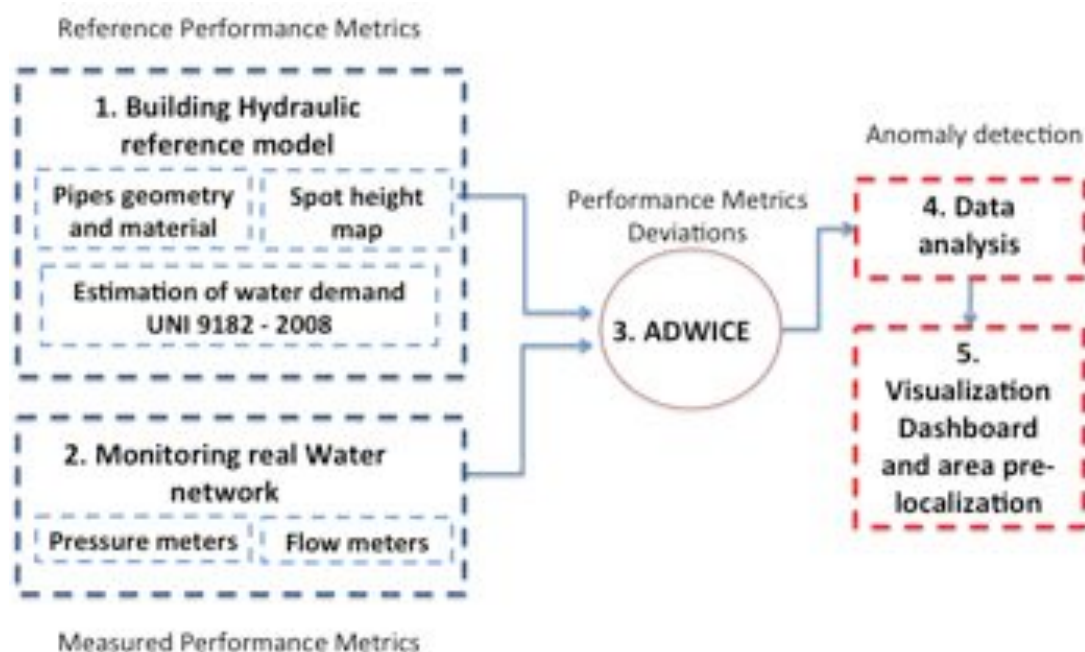 Reference Performance Metrics
1. Building Hydraulic
reference model
Pipes geometry
and material
Spot height
map
Estimation of water demand
UNI 9182 - 2008
2. Monitoring real Water
network
Pressure meters
Flow meters
Measured Performance Metrics
Performance Metrics
Deviations
3. ADWICE
Anomaly detection
4. Data
analysis
5.
Visualization
Dashboard
and area pre-
localization